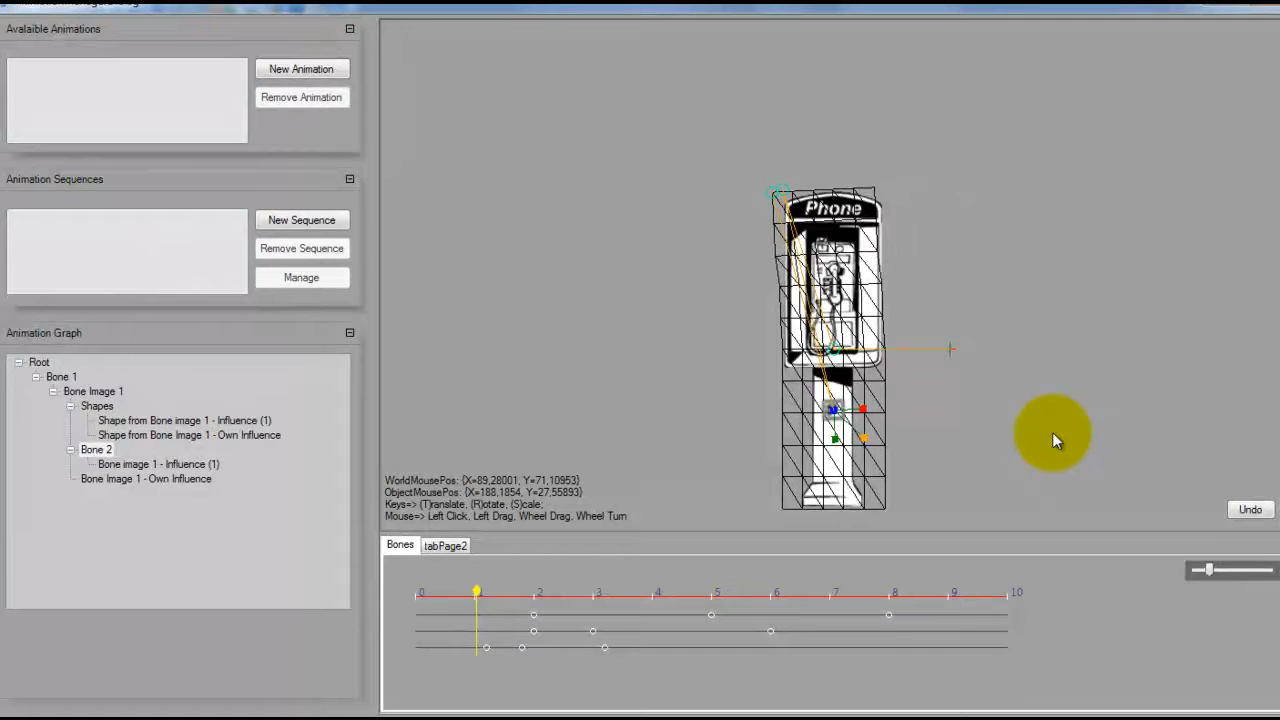 Avalaible Animations
New Animation
Remove Animation
Animation Sequences
New Sequence
Remove Sequence
Manage
Animation Graph
Root
Bone 1
Bone Image 1
Shapes
Shape from Bone image 1 - Influence (1)
Shape from Bone image 1 - Own Influence
Bone 2
Bone image 1 - Influence (1)
Bone Image 1 - Own Influence
Phone
WorldMousePos: {X=89,28001, Y=71,10953}
ObjectMousePos: {X=188,1854, Y=27,55893}
Keys=> (T)ranslate, (R)otate, (S)cale;
Mouse=> Left Click, Left Drag, Wheel Drag, Wheel Turn
Undo
Bones tabPage2
0 2 3 4 5 6 7 8 9 10